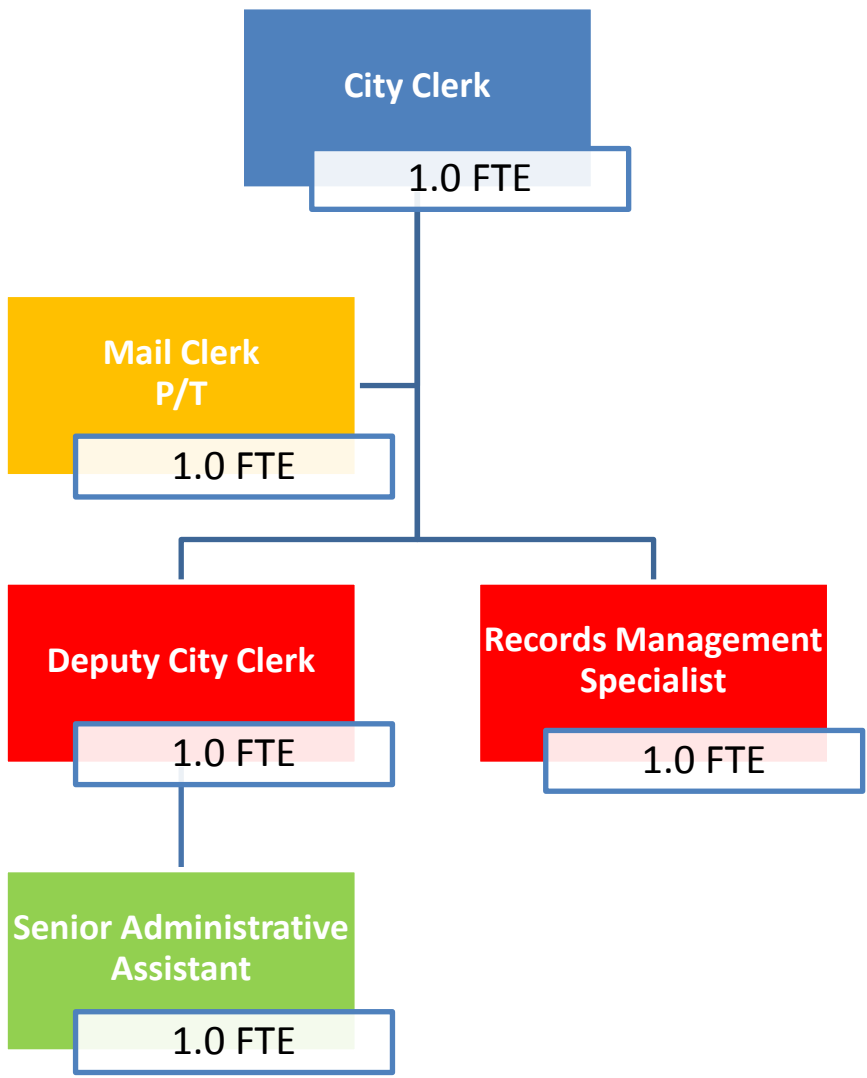 City Clerk
1.0 FTE
Mail Clerk
P/T
1.0 FTE
Deputy City Clerk
1.0 FTE
Records Management
Specialist
1.0 FTE
Senior Administrative
Assistant
1.0 FTE